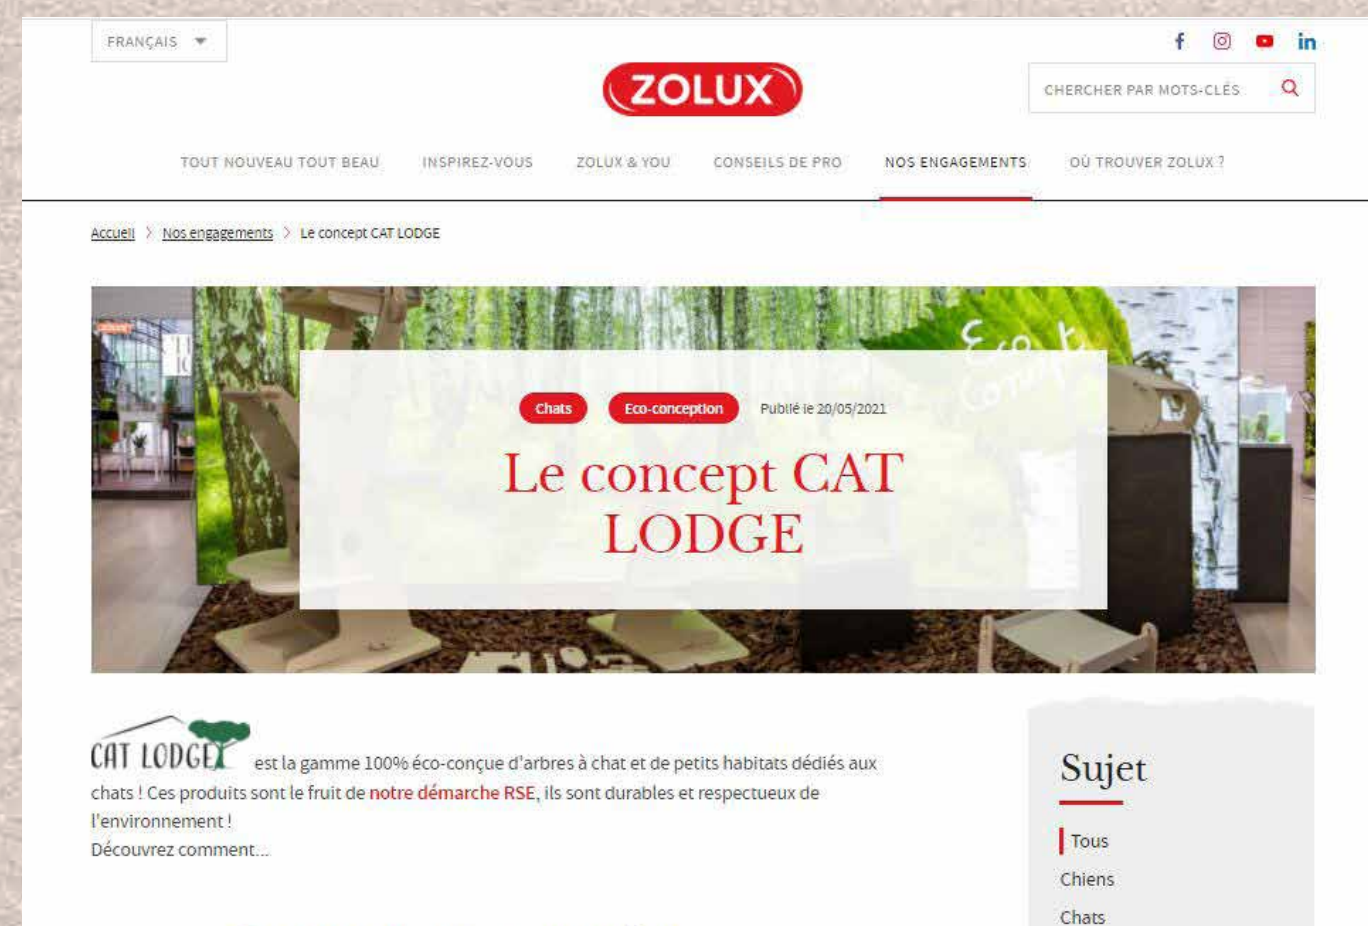 FRANÇAIS
ZOLUX
CHERCHER PAR MOTS-CLÉS
TOUT NOUVEAU TOUT BEAU INSPIREZ-VOUS ZOLUX & YOU CONSEILS DE PRO NOS ENGAGEMENTS OÙ TROUVER ZOLUX ?
Accueil > Nos engagements > Le concept CAT LODGE
Eco
concept
Chats Eco-conception Publié le 20/05/2021
Le concept CAT
LODGE
CAT LODGE est la gamme 100% éco-conçue d'arbres à chat et de petits habitats dédiés aux
chats ! Ces produits sont le fruit de notre démarche RSE, ils sont durables et respectueux de
l'environnement !
Découvrez comment...
Sujet
Tous
Chiens
Chats